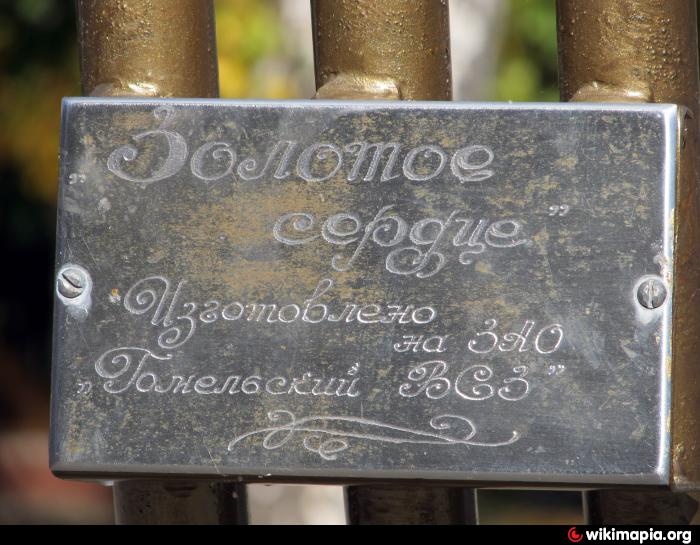 „Золотое
сердце”
Изготовлено
на ЗАО
„Гомельский ВСЗ”
wikimapia.org